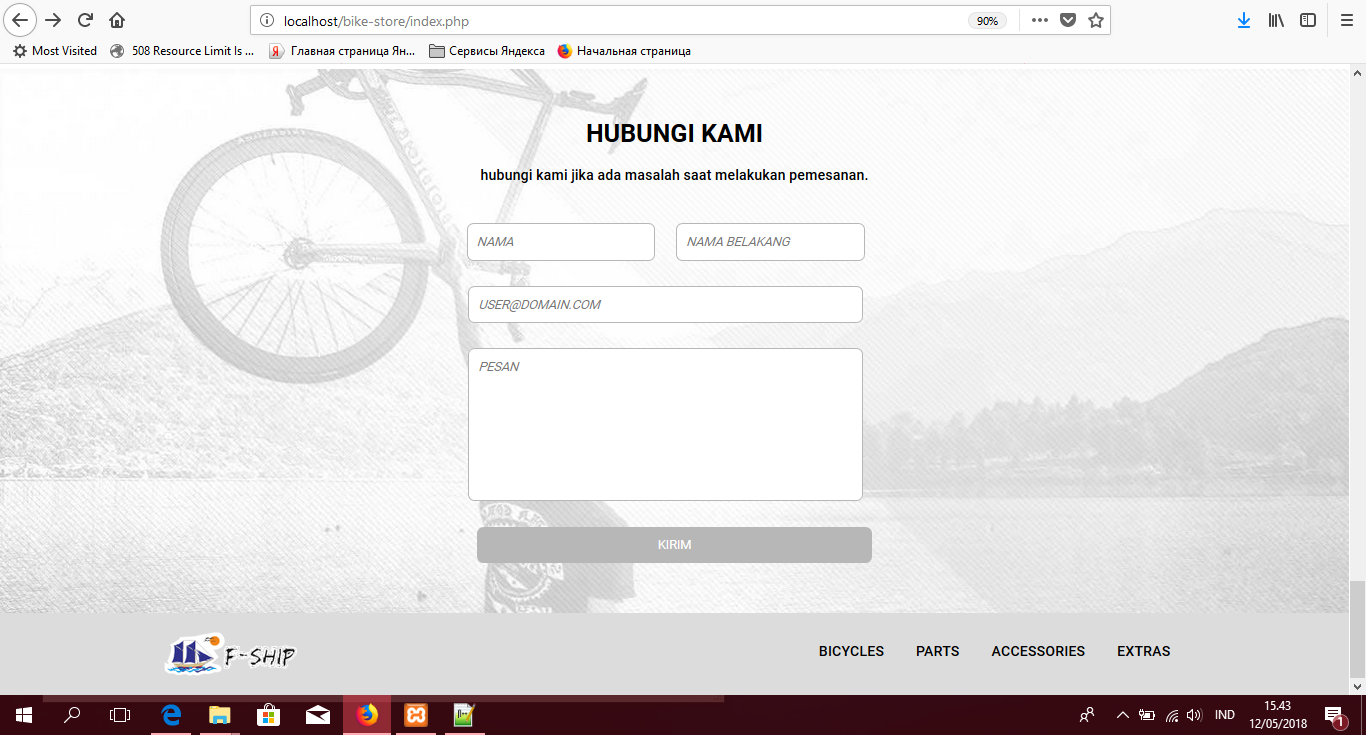 localhost/bike-store/index.php
90%
Most Visited
508 Resource Limit Is ...
Я
Главная страница Ян...
Сервисы Яндекса
Начальная страница
HUBUNGI KAMI
hubungi kami jika ada masalah saat melakukan pemesanan.
NAMA
NAMA BELAKANG
USER@DOMAIN.COM
PESAN
KIRIM
F-SHIP
BICYCLES
PARTS
ACCESSORIES
EXTRAS
IND
15.43
12/05/2018
1